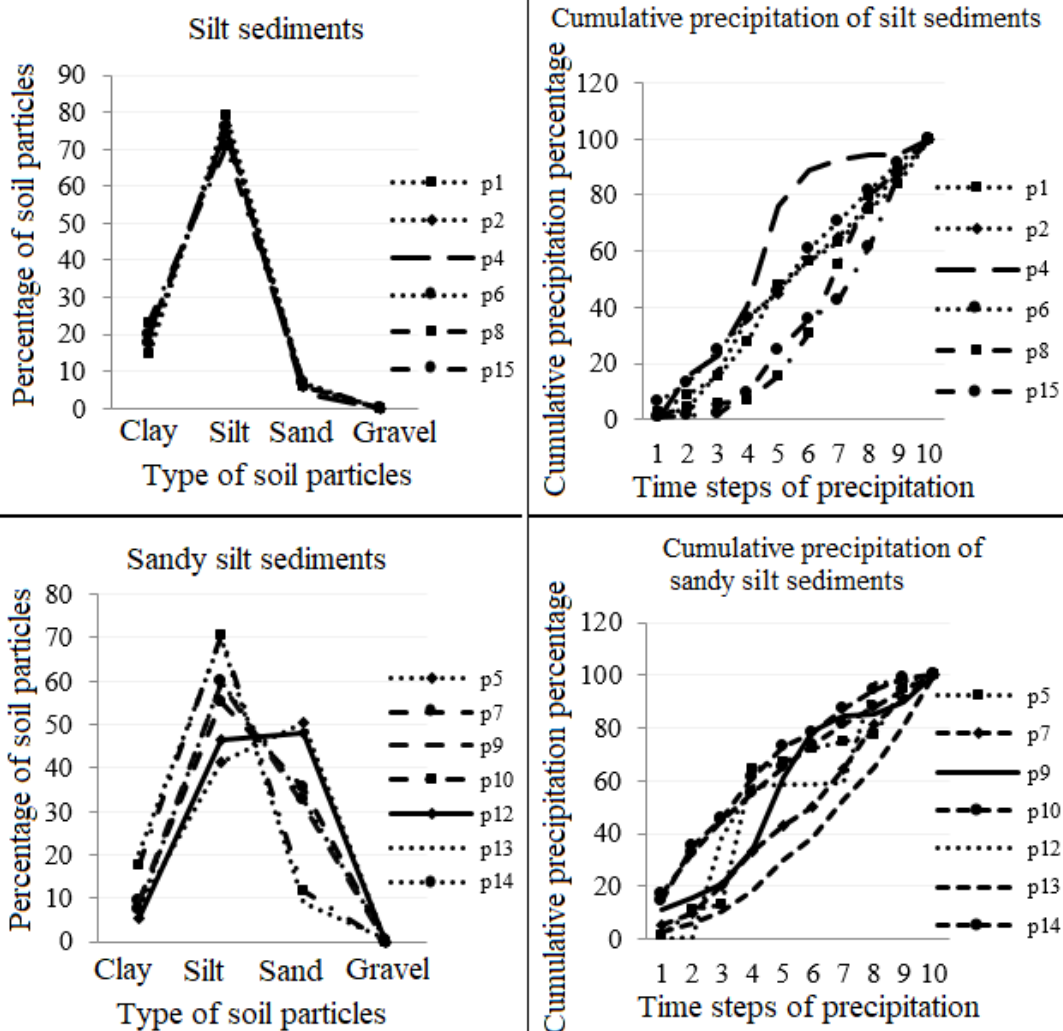 Silt sediments
Percentage of soil particles
90
80
70
60
50
40
30
20
10
0
Clay Silt Sand Gravel
Type of soil particles
p1
p2
p4
p6
p8
p15
Cumulative precipitation of silt sediments
Cumulative precipitation percentage
120
100
80
60
40
20
0
1 2 3 4 5 6 7 8 9 10
Time steps of precipitation
p1
p2
p4
p6
p8
p15
Sandy silt sediments
Percentage of soil particles
80
70
60
50
40
30
20
10
0
Clay Silt Sand Gravel
Type of soil particles
p5
p7
p9
p10
p12
p13
p14
Cumulative precipitation of
sandy silt sediments
Cumulative precipitation percentage
120
100
80
60
40
20
0
1 2 3 4 5 6 7 8 9 10
Time steps of precipitation
p5
p7
p9
p10
p12
p13
p14